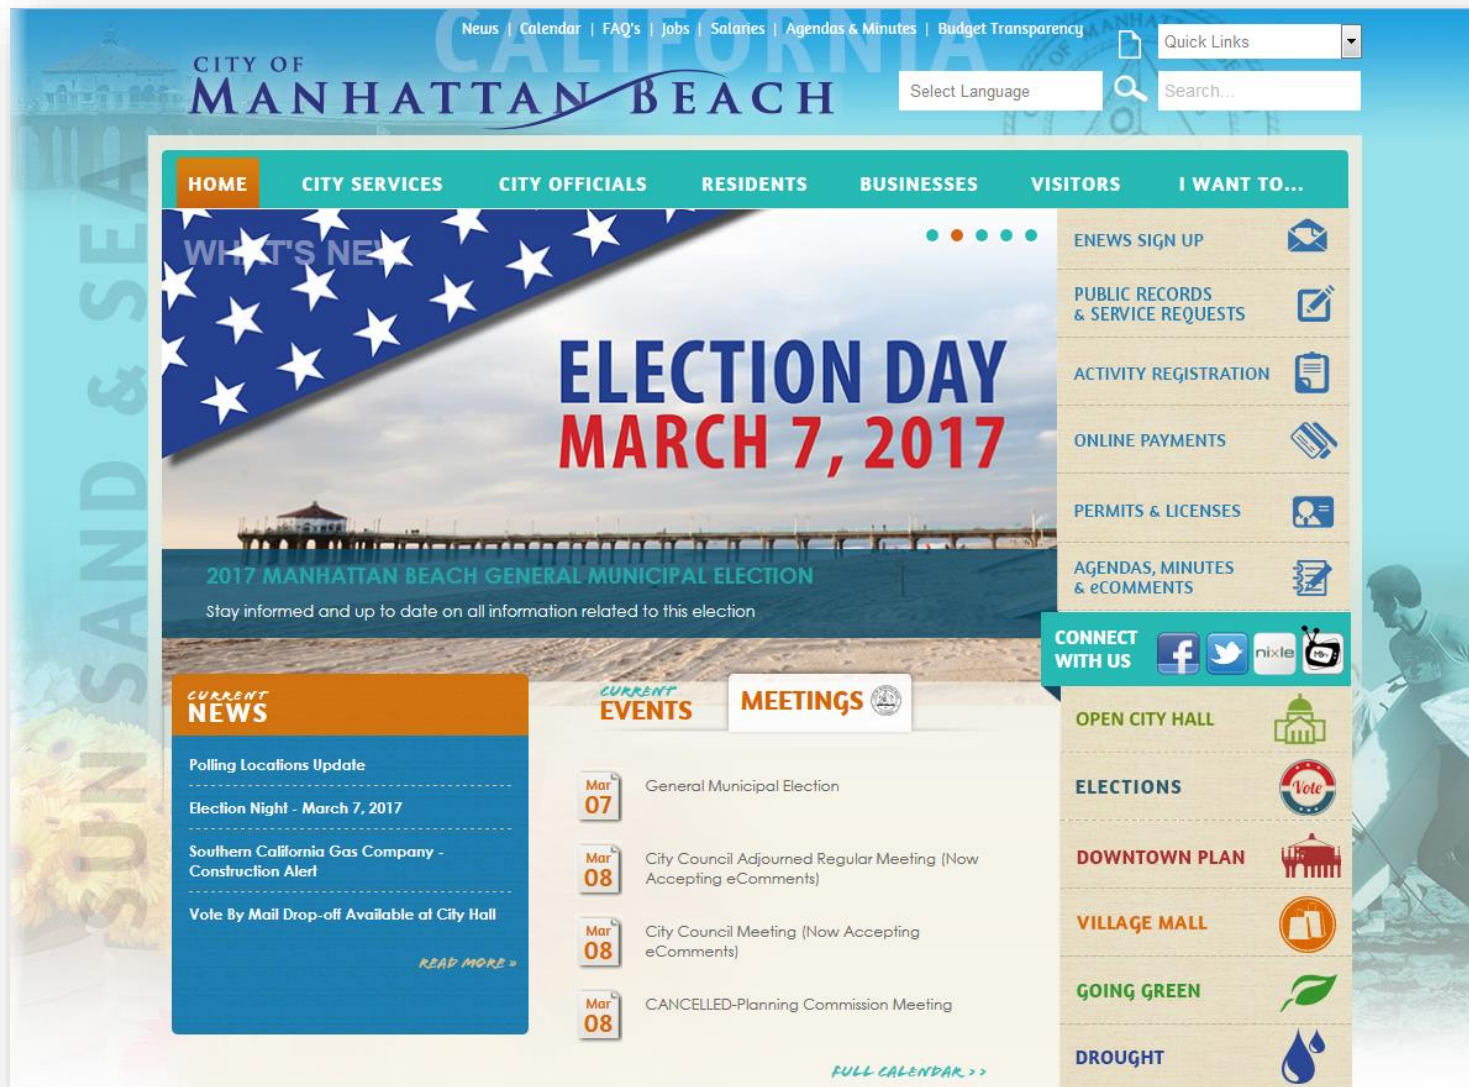 CALIFORNIA
News | Calendar | FAQ's | Jobs | Salaries | Agendas & Minutes | Budget Transparency
Quick Links
CITY OF
MANHATTAN BEACH
Select Language
Search...
SUN SAND & SEA
HOME
CITY SERVICES
CITY OFFICIALS
RESIDENTS
BUSINESSES
VISITORS
I WANT TO...
WHAT'S NEW
ELECTION DAY
MARCH 7, 2017
2017 MANHATTAN BEACH GENERAL MUNICIPAL ELECTION
Stay informed and up to date on all information related to this election
ENEWS SIGN UP
PUBLIC RECORDS
& SERVICE REQUESTS
ACTIVITY REGISTRATION
ONLINE PAYMENTS
PERMITS & LICENSES
AGENDAS, MINUTES
& eCOMMENTS
CONNECT
WITH US
f
nixle
CURRENT
NEWS
Polling Locations Update
Election Night - March 7, 2017
Southern California Gas Company -
Construction Alert
Vote By Mail Drop-off Available at City Hall
READ MORE »
CURRENT
EVENTS
MEETINGS
Mar
07
General Municipal Election
Mar
08
City Council Adjourned Regular Meeting (Now
Accepting eComments)
Mar
08
City Council Meeting (Now Accepting
eComments)
Mar
08
CANCELLED-Planning Commission Meeting
FULL CALENDAR >>
OPEN CITY HALL
ELECTIONS
Vote
DOWNTOWN PLAN
VILLAGE MALL
GOING GREEN
DROUGHT